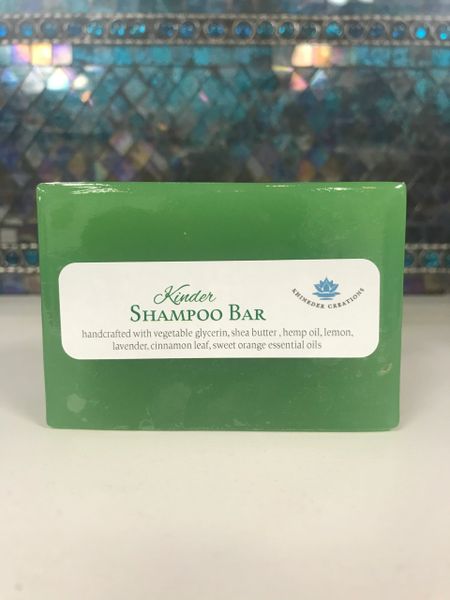 Kinder
SHAMPOO BAR
KHIMEDER CREATIONS
handcrafted with vegetable glycerin, shea butter , hemp oil, lemon,
lavender, cinnamon leaf, sweet orange essential oils